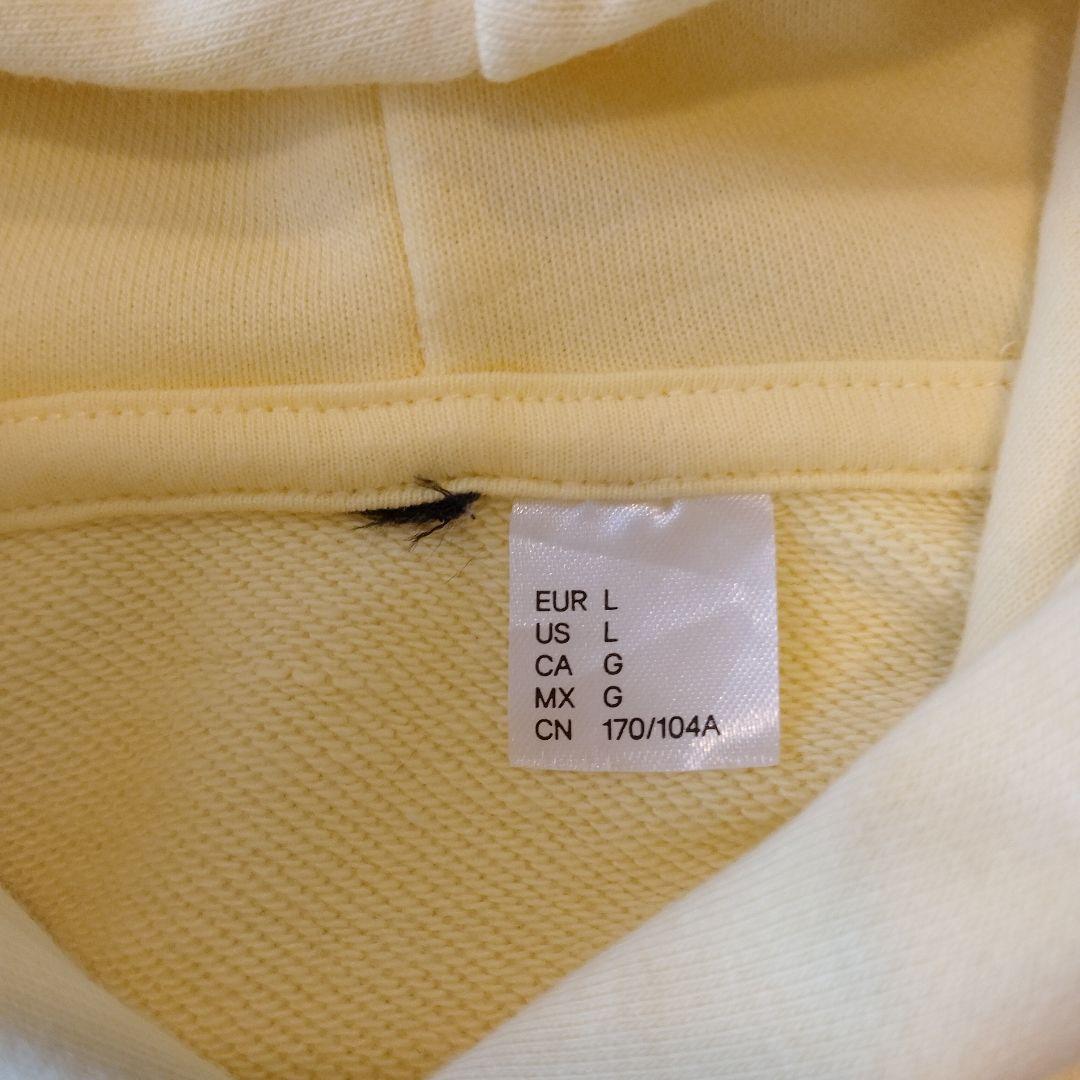 EUR L
US L
CA G
MX G
CN 170/104A